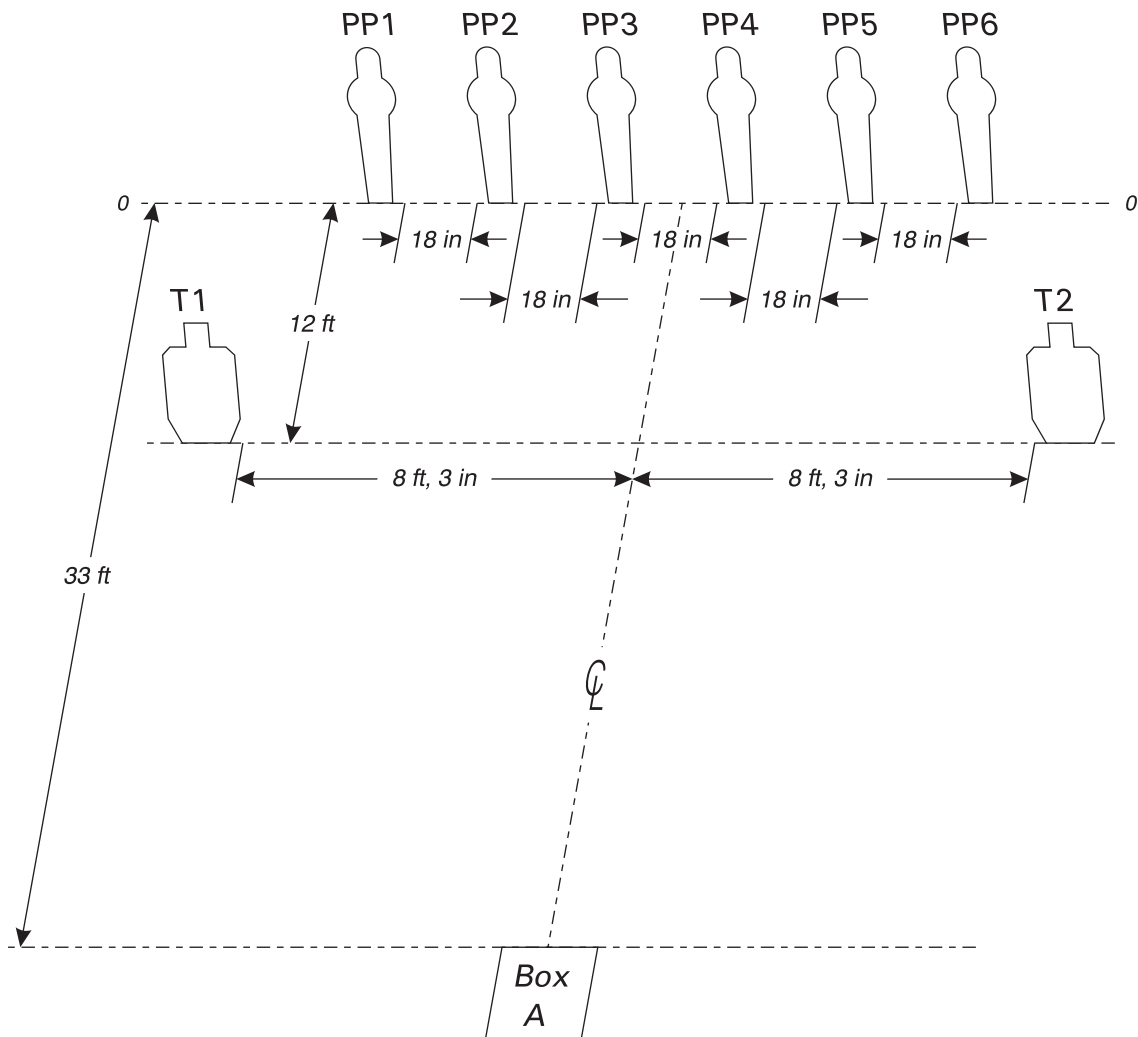 PP1 PP2 PP3 PP4 PP5 PP6
0 0
18 in 18 in 18 in
18 in 18 in
T1 T2
12 ft
8 ft, 3 in 8 ft, 3 in
33 ft
℄
Box
A